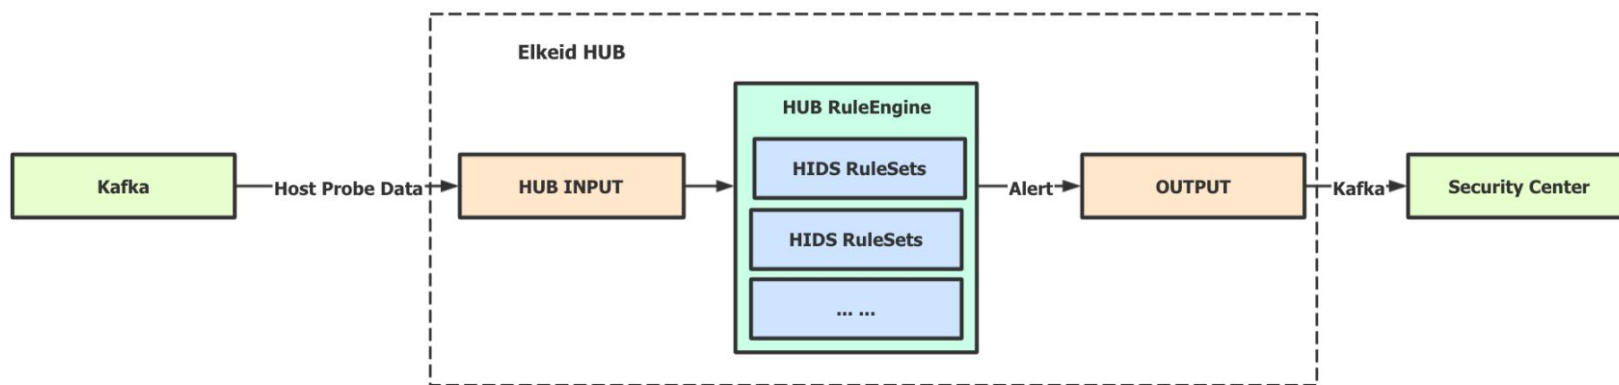 Elkeid HUB
HUB RuleEngine
Kafka
Host Probe Data
HUB INPUT
HIDS RuleSets
HIDS RuleSets
... ...
Alert
OUTPUT
Kafka
Security Center